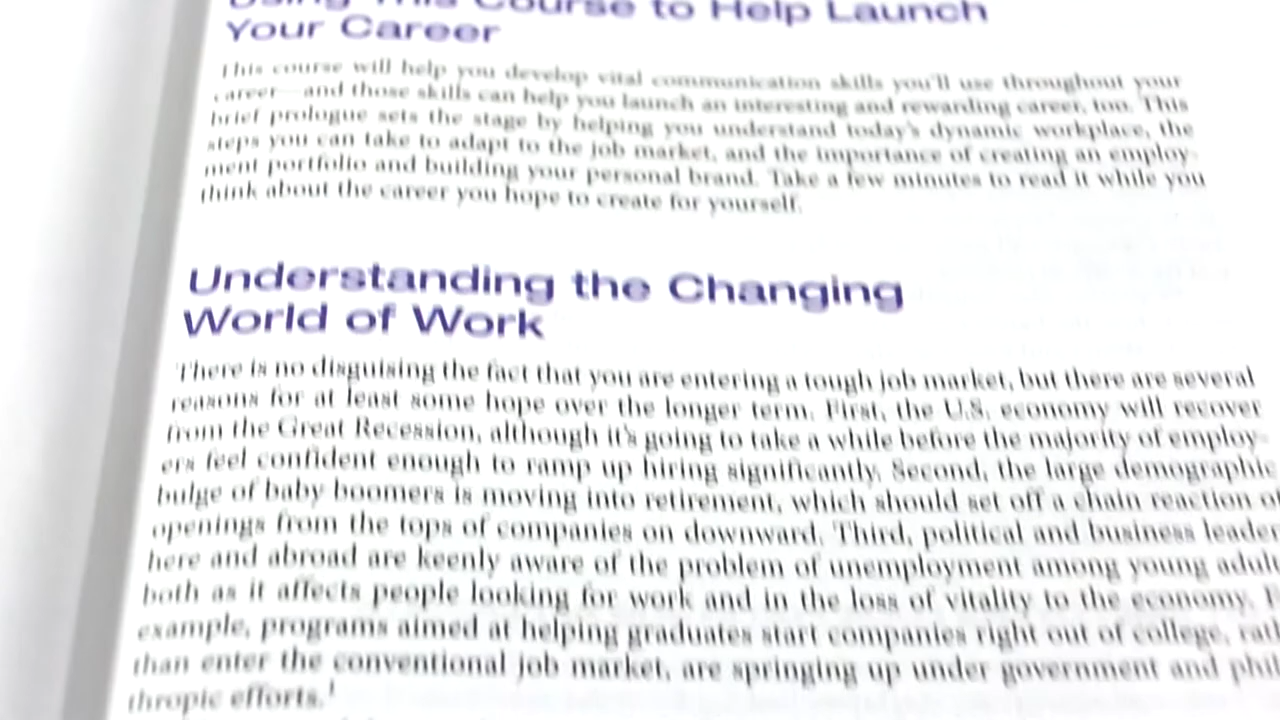 Using This Course to Help Launch
Your Career
This course will help you develop vital communication skills you'll use throughout your
career—and those skills can help you launch an interesting and rewarding career, too. This
brief prologue sets the stage by helping you understand today's dynamic workplace, the
steps you can take to adapt to the job market, and the importance of creating an employ-
ment portfolio and building your personal brand. Take a few minutes to read it while you
think about the career you hope to create for yourself.
Understanding the Changing
World of Work
There is no disguising the fact that you are entering a tough job market, but there are several
reasons for at least some hope over the longer term. First, the U.S. economy will recover
from the Great Recession, although it's going to take a while before the majority of employ-
ers feel confident enough to ramp up hiring significantly. Second, the large demographic
bulge of baby boomers is moving into retirement, which should set off a chain reaction of
openings from the tops of companies on downward. Third, political and business leader
here and abroad are keenly aware of the problem of unemployment among young adult
both as it affects people looking for work and in the loss of vitality to the economy. F
example, programs aimed at helping graduates start companies right out of college, rath
than enter the conventional job market, are springing up under government and phil
thropic efforts.1